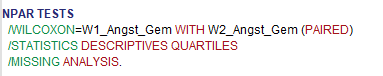 NPAR TESTS
/WILCOXON=W1_Angst_Gem WITH W2_Angst_Gem (PAIRED)
/STATISTICS DESCRIPTIVES QUARTILES
/MISSING ANALYSIS.